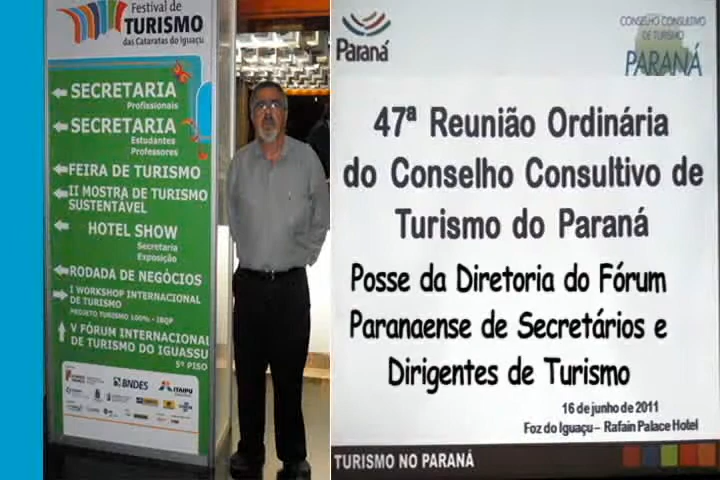 Festival de
TURISMO
das Cataratas do Iguaçu
SECRETARIA
Profissionais
SECRETARIA
Estudantes
Professores
FEIRA DE TURISMO
II MOSTRA DE TURISMO
SUSTENTÁVEL
HOTEL SHOW
Secretaria
Exposição
RODADA DE NEGÓCIOS
I WORKSHOP INTERNACIONAL
DE TURISMO
PROJETO TURISMO 100% - IBQP
V FÓRUM INTERNACIONAL
DE TURISMO DO IGUASSU
5º PISO
BNDES
ITAIPU
Paraná
CONSELHO CONSULTIVO
DE TURISMO
PARANÁ
47ª Reunião Ordinária
do Conselho Consultivo de
Turismo do Paraná
Posse da Diretoria do Fórum
Paranaense de Secretários e
Dirigentes de Turismo
16 de junho de 2011
Foz do Iguaçu – Rafain Palace Hotel
TURISMO NO PARANÁ